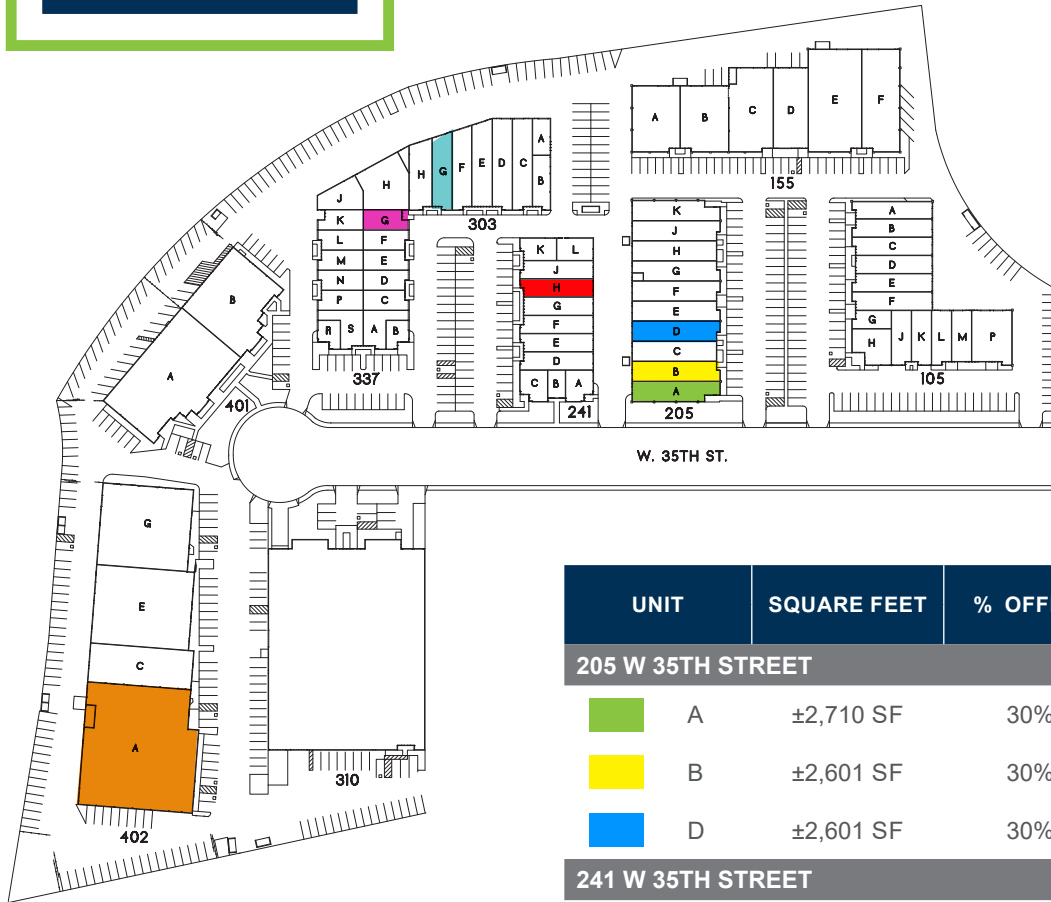 A B C D E F
155
H G F E D C A
B
303
J H
K G
L F
M E
N D
P C
R S A B
337
K L
J
H
G
F
E
D
C B A
241
K
J
H
G
F
E
D
C
B
A
205
A
B
C
D
E
F
G
H J K L M P
105
B
A
401
W. 35TH ST.
G
E
C
A
402
310
UNIT SQUARE FEET % OFF
205 W 35TH STREET
A ±2,710 SF 30%
B ±2,601 SF 30%
D ±2,601 SF 30%
241 W 35TH STREET